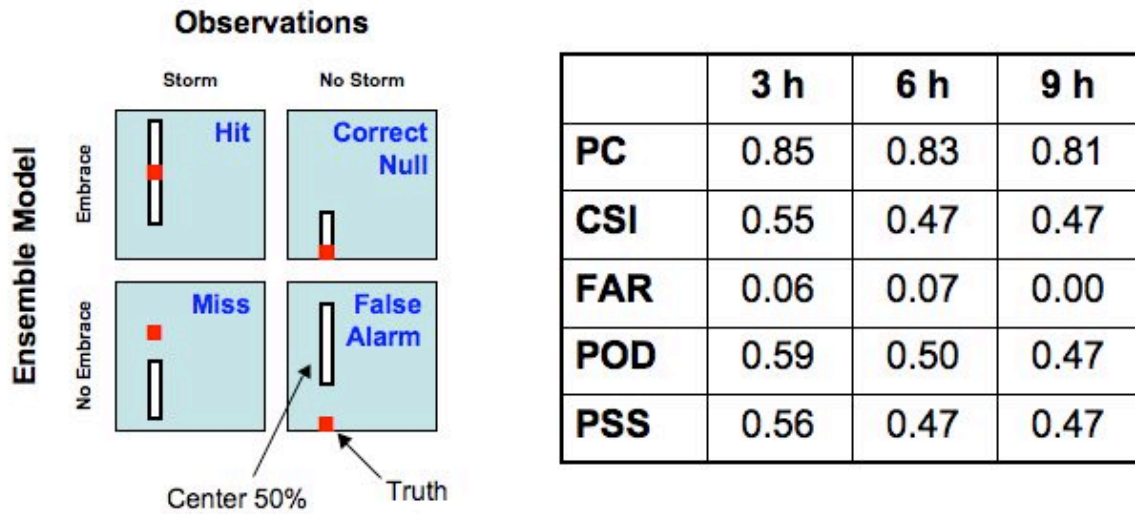 Observations
Storm No Storm
Ensemble Model
Embrace
No Embrace
Hit
Correct
Null
Miss
False
Alarm
Center 50%
Truth
3 h 6 h 9 h
PC 0.85 0.83 0.81
CSI 0.55 0.47 0.47
FAR 0.06 0.07 0.00
POD 0.59 0.50 0.47
PSS 0.56 0.47 0.47